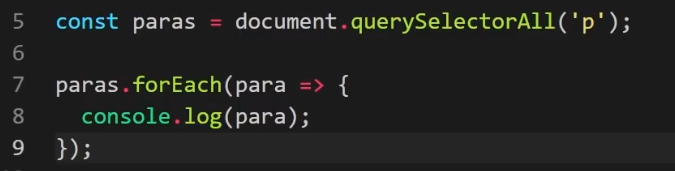 5 const paras = document.querySelectorAll('p');
6
7 paras.forEach(para => {
8   console.log(para);
9 });